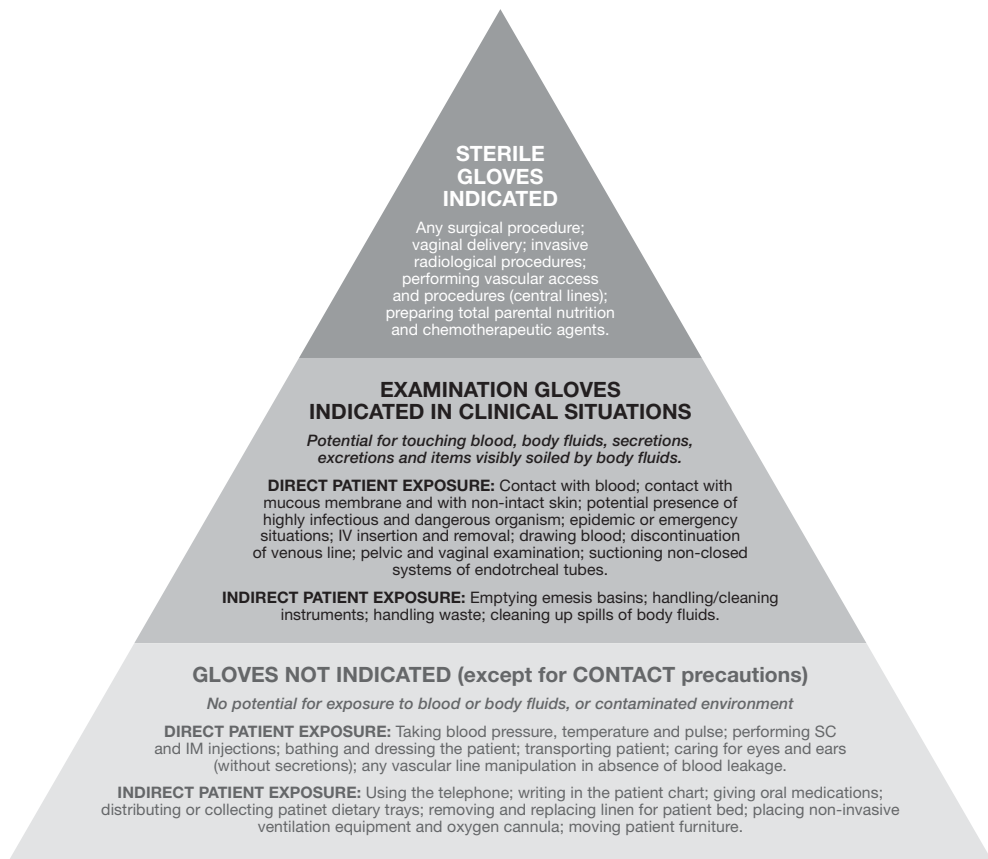 STERILE
GLOVES
INDICATED
Any surgical procedure;
vaginal delivery; invasive
radiological procedures;
performing vascular access
and procedures (central lines);
preparing total parental nutrition
and chemotherapeutic agents.
EXAMINATION GLOVES
INDICATED IN CLINICAL SITUATIONS
Potential for touching blood, body fluids, secretions,
excretions and items visibly soiled by body fluids.
DIRECT PATIENT EXPOSURE: Contact with blood; contact with
mucous membrane and with non-intact skin; potential presence of
highly infectious and dangerous organism; epidemic or emergency
situations; IV insertion and removal; drawing blood; discontinuation
of venous line; pelvic and vaginal examination; suctioning non-closed
systems of endotrcheal tubes.
INDIRECT PATIENT EXPOSURE: Emptying emesis basins; handling/cleaning
instruments; handling waste; cleaning up spills of body fluids.
GLOVES NOT INDICATED (except for CONTACT precautions)
No potential for exposure to blood or body fluids, or contaminated environment
DIRECT PATIENT EXPOSURE: Taking blood pressure, temperature and pulse; performing SC
and IM injections; bathing and dressing the patient; transporting patient; caring for eyes and ears
(without secretions); any vascular line manipulation in absence of blood leakage.
INDIRECT PATIENT EXPOSURE: Using the telephone; writing in the patient chart; giving oral medications;
distributing or collecting patinet dietary trays; removing and replacing linen for patient bed; placing non-invasive
ventilation equipment and oxygen cannula; moving patient furniture.